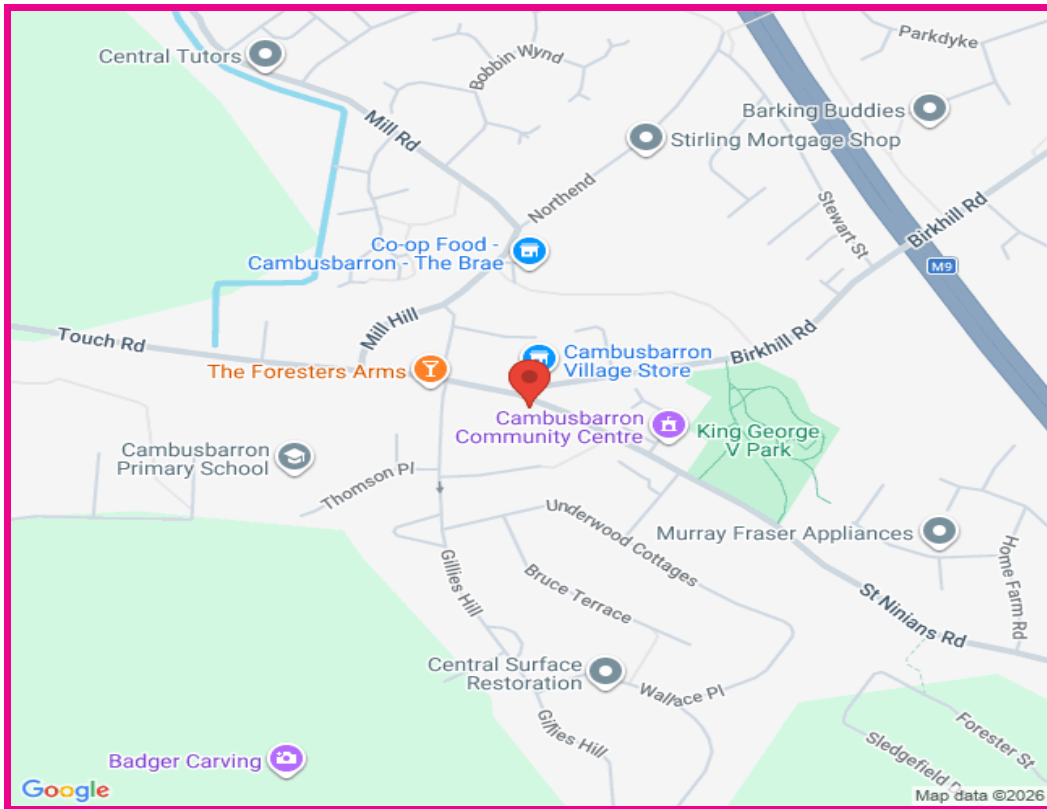 Parkdyke
Central Tutors
Bobbin Wynd
Barking Buddies
Mill Rd
Stirling Mortgage Shop
Northend
Stewart St
Birkhill Rd
Co-op Food -
Cambusbarron - The Brae
M9
Mill Hill
Touch Rd
Birkhill Rd
Cambusbarron
Village Store
The Foresters Arms
Cambusbarron
Community Centre
King George
V Park
Cambusbarron
Primary School
Thomson Pl
Underwood Cottages
Murray Fraser Appliances
Home Farm Rd
Gillies Hill
Bruce Terrace
St Ninians Rd
Central Surface
Restoration
Wallace Pl
Gillies Hill
Forester St
Sledgefield
Badger Carving
Google
Map data ©2026